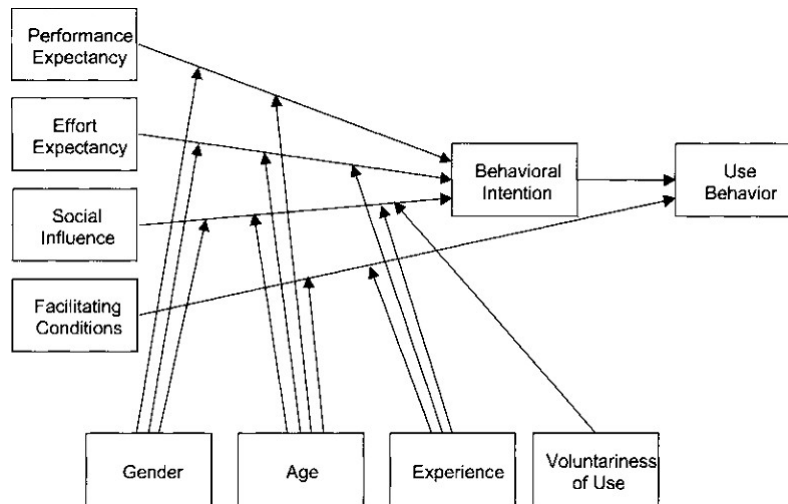 Performance
Expectancy
Effort
Expectancy
Social
Influence
Facilitating
Conditions
Behavioral
Intention
Use
Behavior
Gender
Age
Experience
Voluntariness
of Use